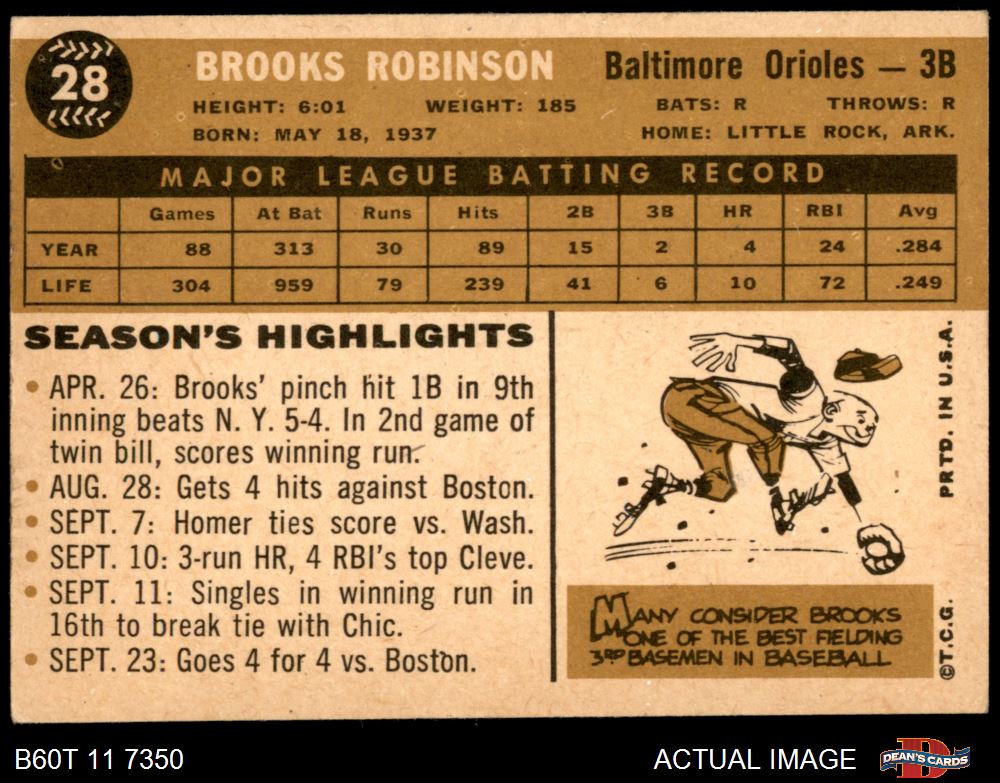 28
BROOKS ROBINSON
Baltimore Orioles — 3B
HEIGHT: 6:01 WEIGHT: 185 BATS: R THROWS: R
BORN: MAY 18, 1937 HOME: LITTLE ROCK, ARK.
MAJOR LEAGUE BATTING RECORD
Games At Bat Runs Hits 2B 3B HR RBI Avg
YEAR 88 313 30 89 15 2 4 24 .284
LIFE 304 959 79 239 41 6 10 72 .249
SEASON'S HIGHLIGHTS
• APR. 26: Brooks' pinch hit 1B in 9th
inning beats N. Y. 5-4. In 2nd game of
twin bill, scores winning run.
• AUG. 28: Gets 4 hits against Boston.
• SEPT. 7: Homer ties score vs. Wash.
• SEPT. 10: 3-run HR, 4 RBI's top Cleve.
• SEPT. 11: Singles in winning run in
16th to break tie with Chic.
• SEPT. 23: Goes 4 for 4 vs. Boston.
MANY CONSIDER BROOKS
ONE OF THE BEST FIELDING
3RD BASEMEN IN BASEBALL
PRTD. IN U.S.A.
©T.C.G.
B60T 11 7350
ACTUAL IMAGE
D
DEAN'S CARDS